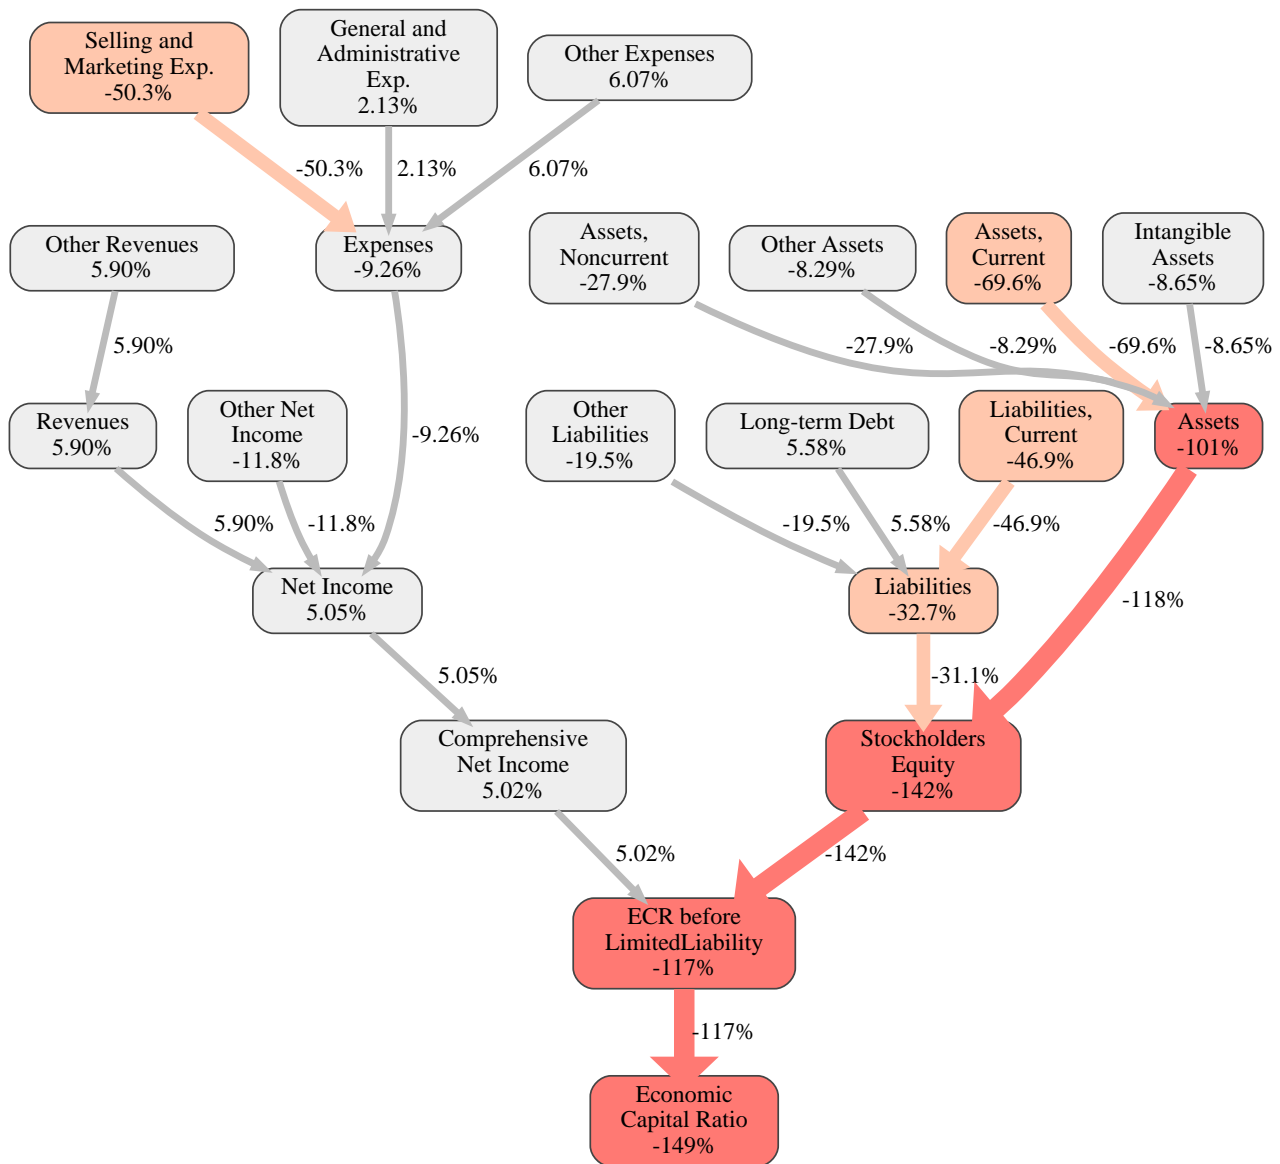 Selling and
Marketing Exp.
-50.3%
General and
Administrative
Exp.
2.13%
Other Expenses
6.07%
-50.3%
2.13%
6.07%
Other Revenues
5.90%
Expenses
-9.26%
Assets,
Noncurrent
-27.9%
Other Assets
-8.29%
Assets,
Current
-69.6%
Intangible
Assets
-8.65%
5.90%
-27.9%
-8.29%
-69.6%
-8.65%
Revenues
5.90%
Other Net
Income
-11.8%
-9.26%
Other
Liabilities
-19.5%
Long-term Debt
5.58%
Liabilities,
Current
-46.9%
Assets
-101%
5.90%
-11.8%
-19.5%
5.58%
-46.9%
Net Income
5.05%
Liabilities
-32.7%
-118%
5.05%
-31.1%
Comprehensive
Net Income
5.02%
Stockholders
Equity
-142%
5.02%
-142%
ECR before
LimitedLiability
-117%
-117%
Economic
Capital Ratio
-149%